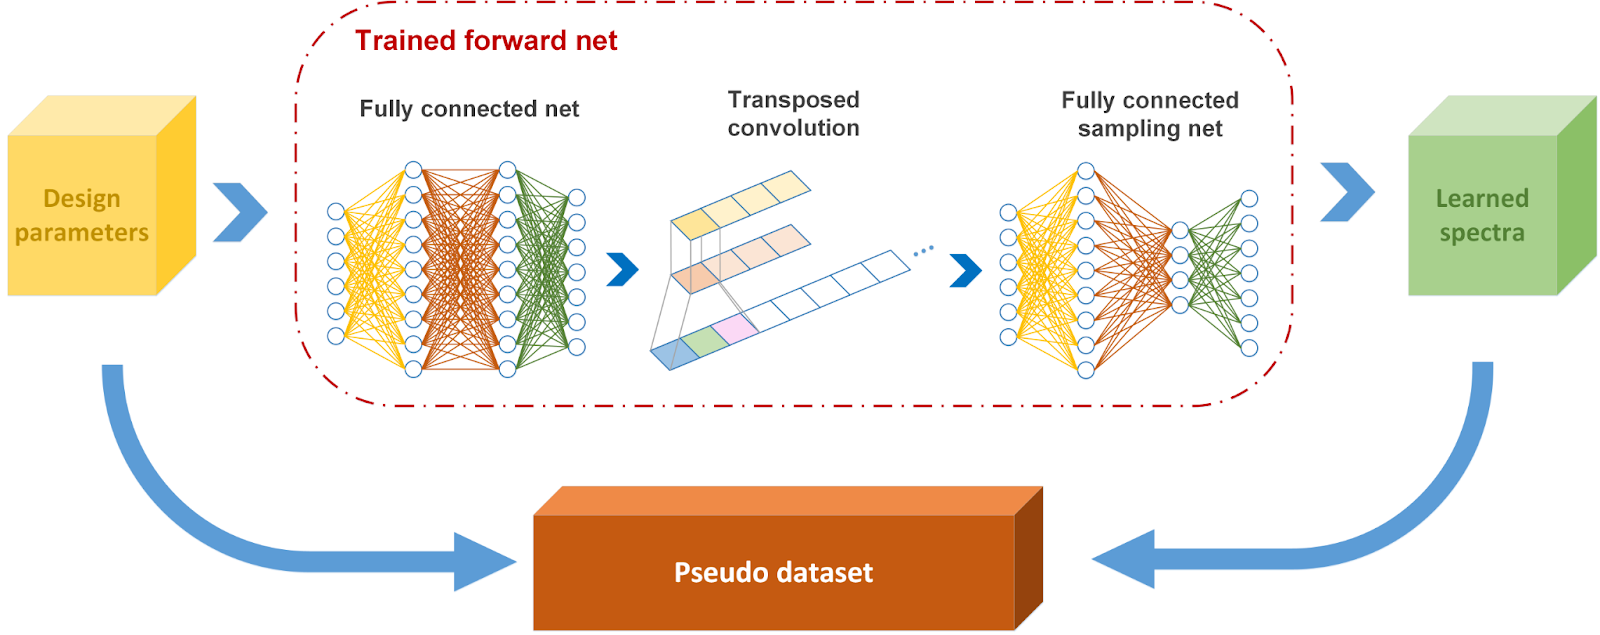 Trained forward net
Fully connected net
Transposed
convolution
Fully connected
sampling net
Design
parameters
Learned
spectra
Pseudo dataset